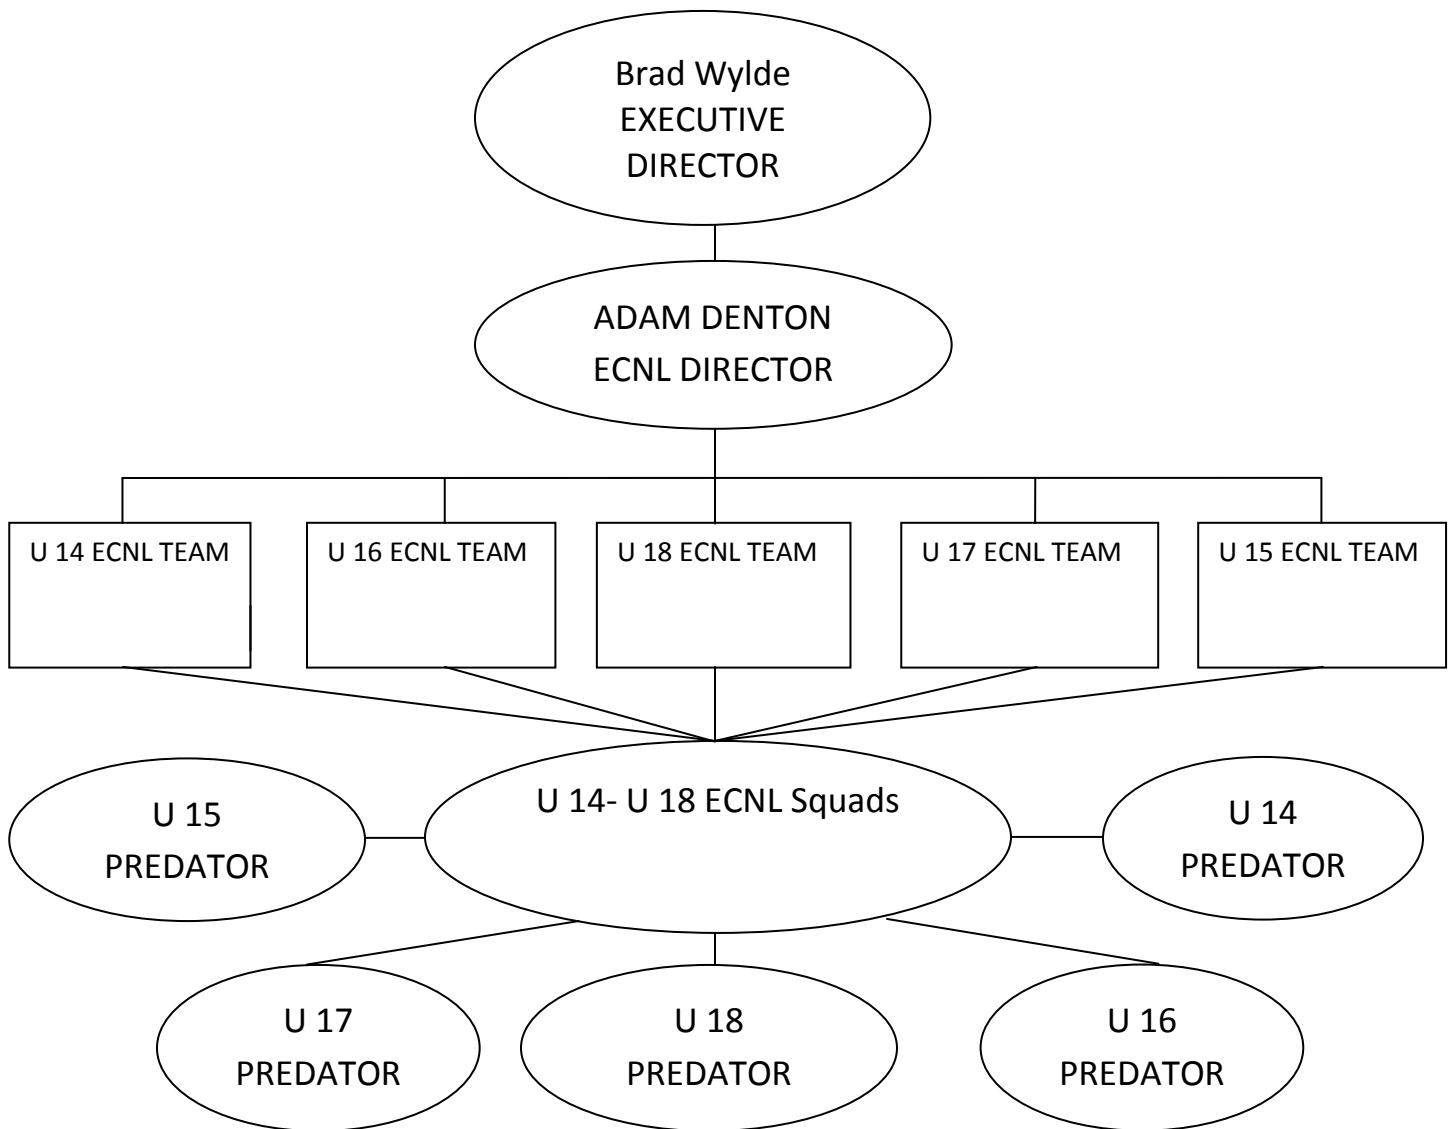 Brad Wylde
EXECUTIVE
DIRECTOR
ADAM DENTON
ECNL DIRECTOR
U 14 ECNL TEAM
U 16 ECNL TEAM
U 18 ECNL TEAM
U 17 ECNL TEAM
U 15 ECNL TEAM
U 14- U 18 ECNL Squads
U 15
PREDATOR
U 14
PREDATOR
U 17
PREDATOR
U 18
PREDATOR
U 16
PREDATOR